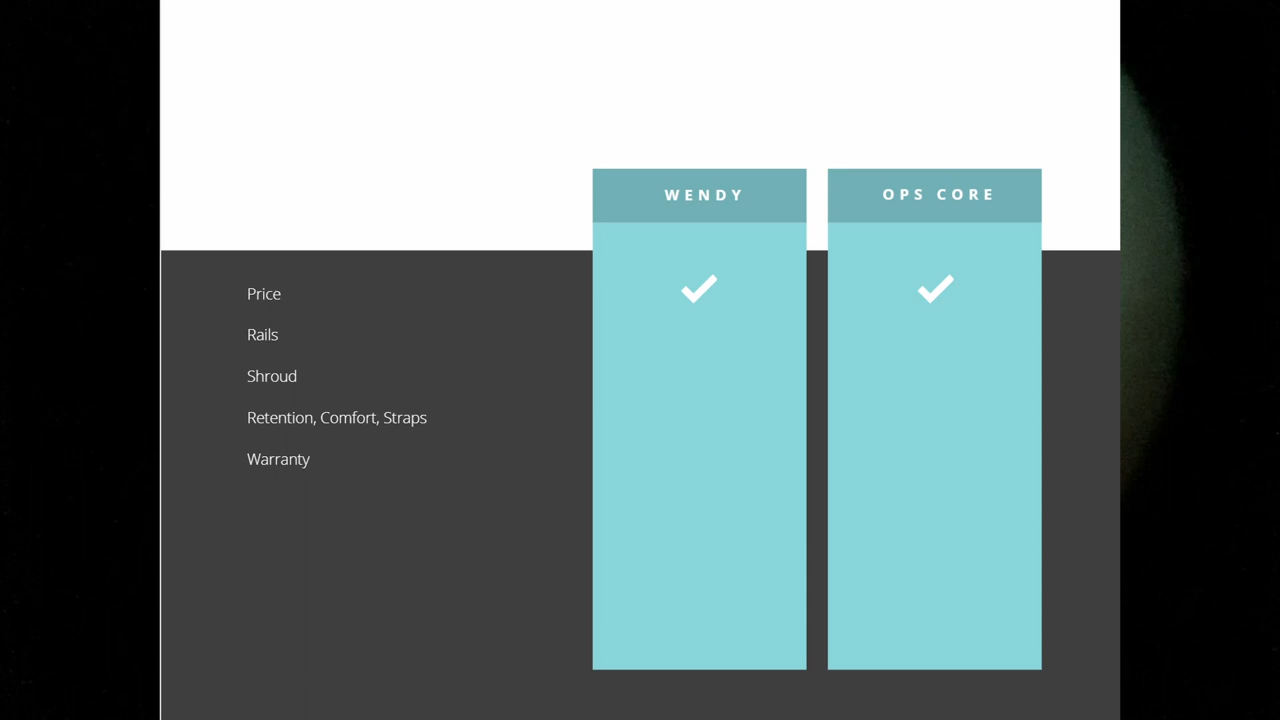 WENDY
OPS CORE
Price
Rails
Shroud
Retention, Comfort, Straps
Warranty